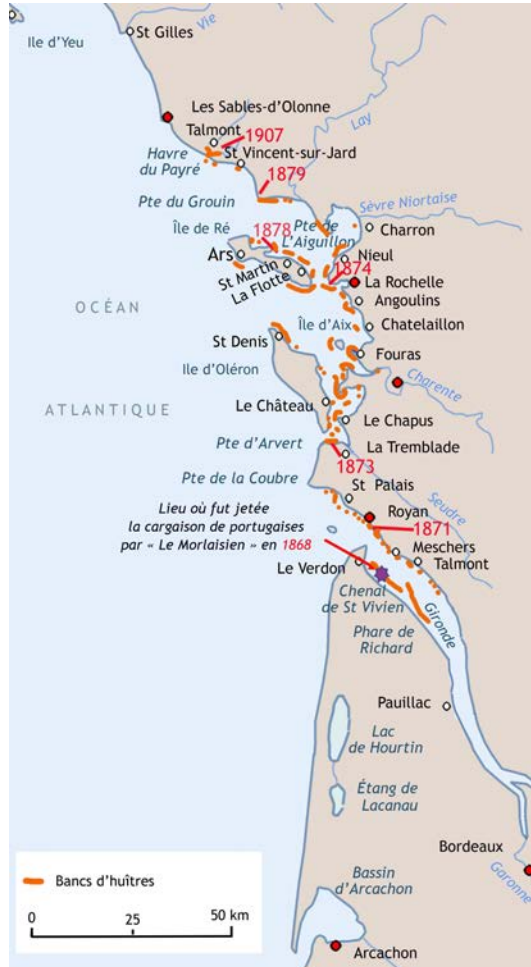 Ile d'Yeu
St Gilles
Vie
Les Sables-d'Olonne
Talmont
1907
Havre
du Payré
St Vincent-sur-Jard
Lay
1879
Pte du Grouin
Sèvre Niortaise
Île de Ré
1878
Pte de
L'Aiguillon
Charron
Ars
St Martin
La Flotte
Nieul
1874
La Rochelle
Angoulins
OCÉAN
Île d'Aix
Chatelaillon
St Denis
Fouras
Ile d'Oléron
Charente
ATLANTIQUE
Le Château
Le Chapus
Pte d'Arvert
La Tremblade
1873
Pte de la Coubre
St Palais
Seudre
Lieu où fut jetée
la cargaison de portugaises
par « Le Morlaisien » en 1868
Royan
1871
Meschers
Talmont
Le Verdon
Chenal
de St Vivien
Gironde
Phare de
Richard
Pauillac
Lac
de Hourtin
Étang de
Lacanau
Bordeaux
Garonne
Bassin
d'Arcachon
Arcachon
Bancs d'huîtres
0 25 50 km